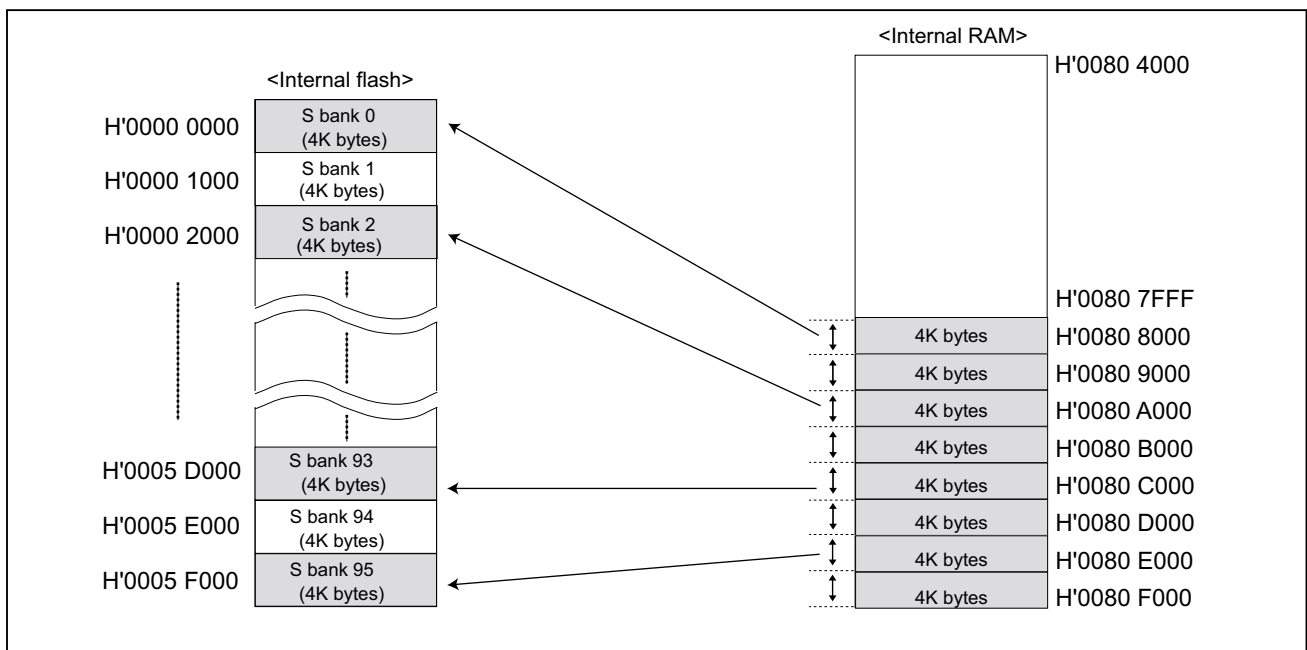 <Internal flash>
H'0000 0000
S bank 0
(4K bytes)
H'0000 1000
S bank 1
(4K bytes)
H'0000 2000
S bank 2
(4K bytes)
H'0005 D000
S bank 93
(4K bytes)
H'0005 E000
S bank 94
(4K bytes)
H'0005 F000
S bank 95
(4K bytes)
<Internal RAM>
H'0080 4000
H'0080 7FFF
4K bytes H'0080 8000
4K bytes H'0080 9000
4K bytes H'0080 A000
4K bytes H'0080 B000
4K bytes H'0080 C000
4K bytes H'0080 D000
4K bytes H'0080 E000
4K bytes H'0080 F000